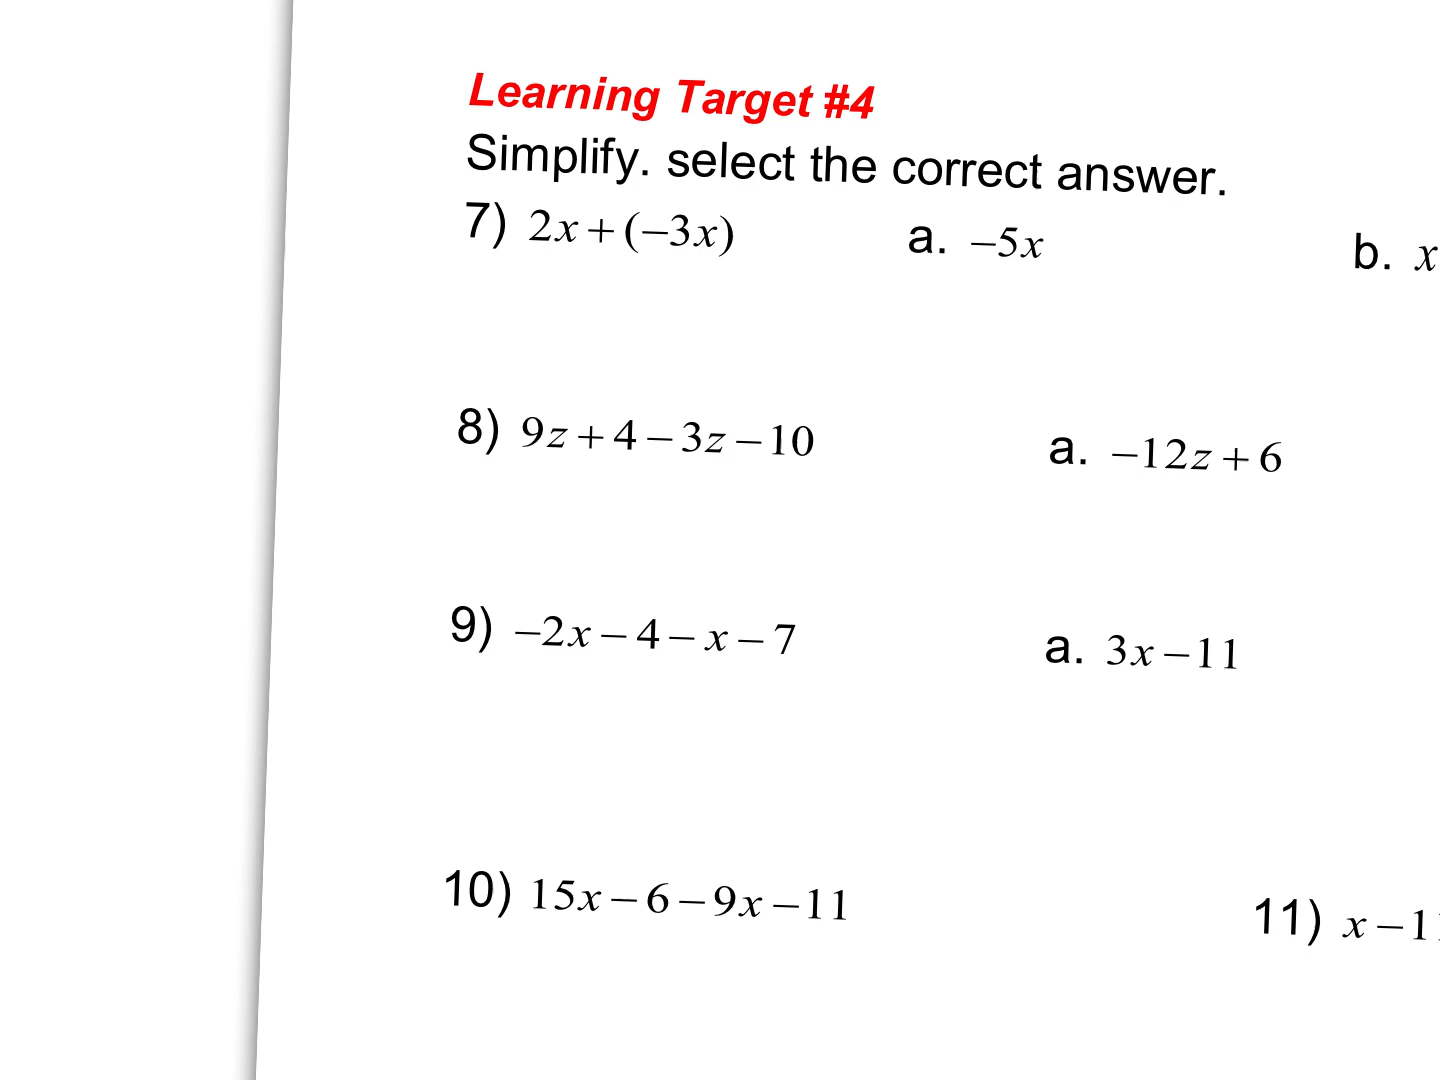 Learning Target #4
Simplify. select the correct answer.
7) 2x+(−3x) a. −5x b. x
8) 9z+4−3z−10 a. −12z+6
9) −2x−4−x−7 a. 3x−11
10) 15x−6−9x−11 11) x−1